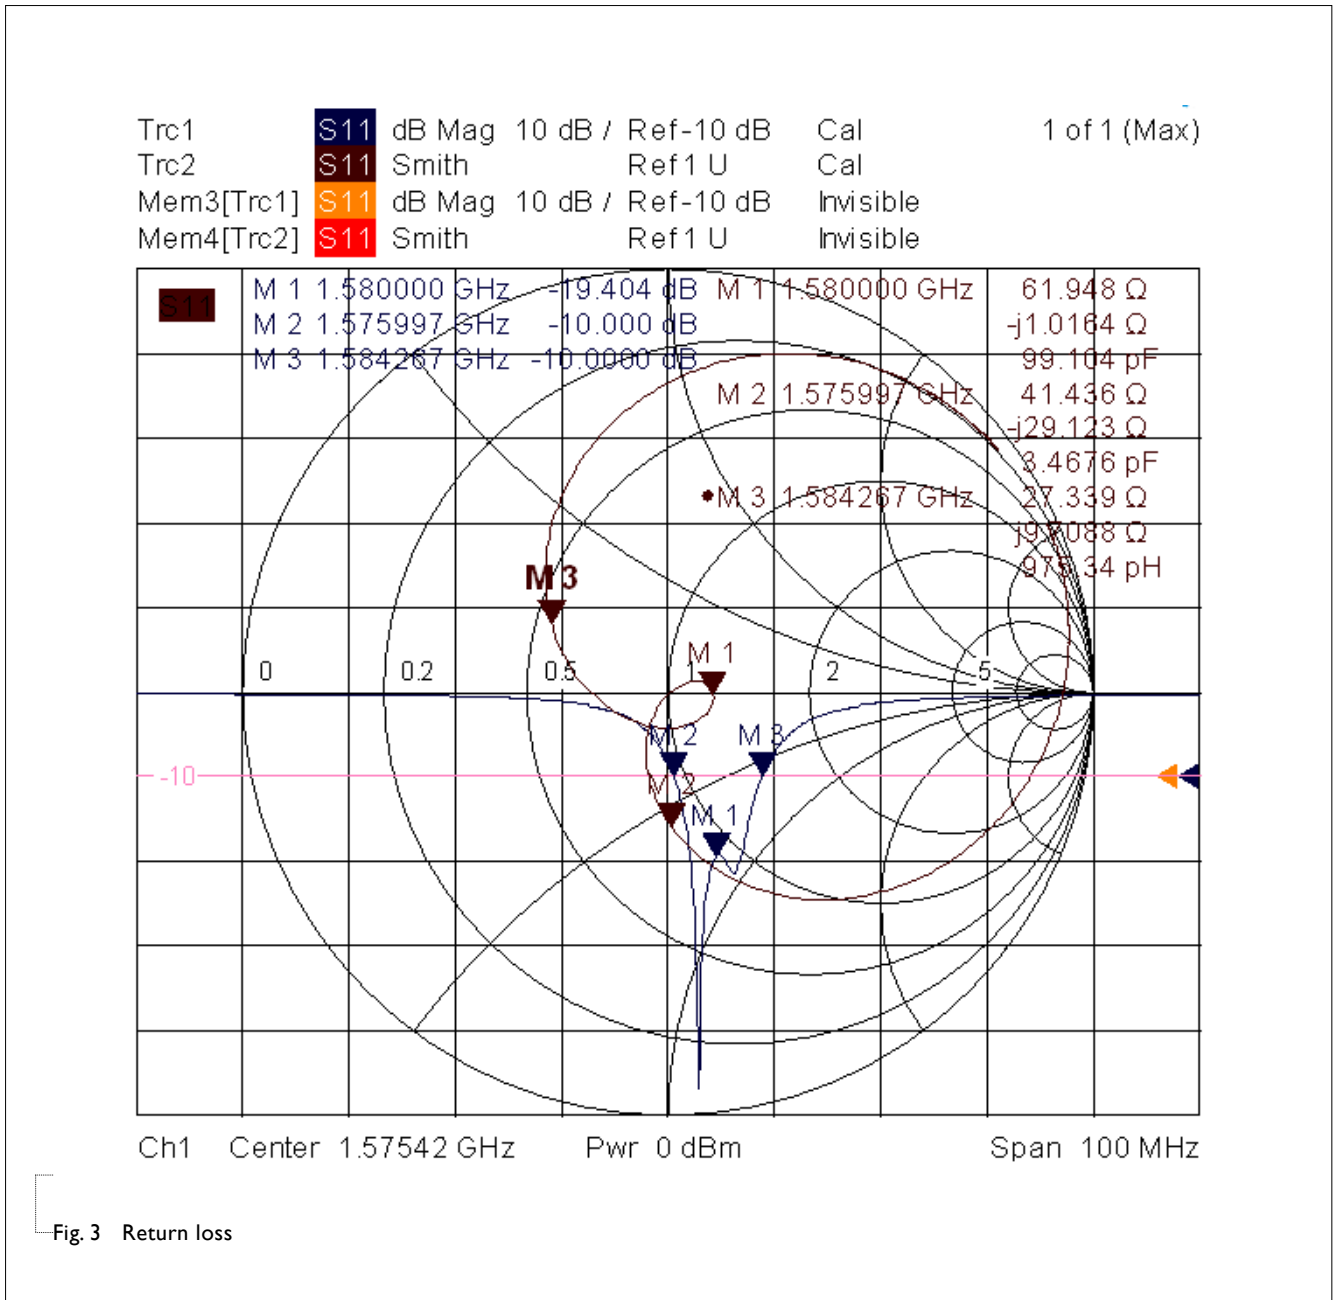 Trc1 S11 dB Mag 10 dB / Ref-10 dB Cal 1 of 1 (Max)
Trc2 S11 Smith Ref1 U Cal
Mem3[Trc1] S11 dB Mag 10 dB / Ref-10 dB Invisible
Mem4[Trc2] S11 Smith Ref1 U Invisible
S11
M 1 1.580000 GHz -19.404 dB M 1 1.580000 GHz 61.948 Ω
M 2 1.575997 GHz -10.000 dB -j1.0164 Ω
M 3 1.584267 GHz -10.0000 dB 99.104 pF
M 2 1.575997 GHz 41.436 Ω
-j29.123 Ω
3.4676 pF
M 3 1.584267 GHz 27.339 Ω
j9.7088 Ω
975.34 pH
M 3
M 1
0 0.2 0.5 1 2 5
M 2 M 3
-10
M 2
M 1
Ch1 Center 1.57542 GHz Pwr 0 dBm Span 100 MHz
Fig. 3 Return loss